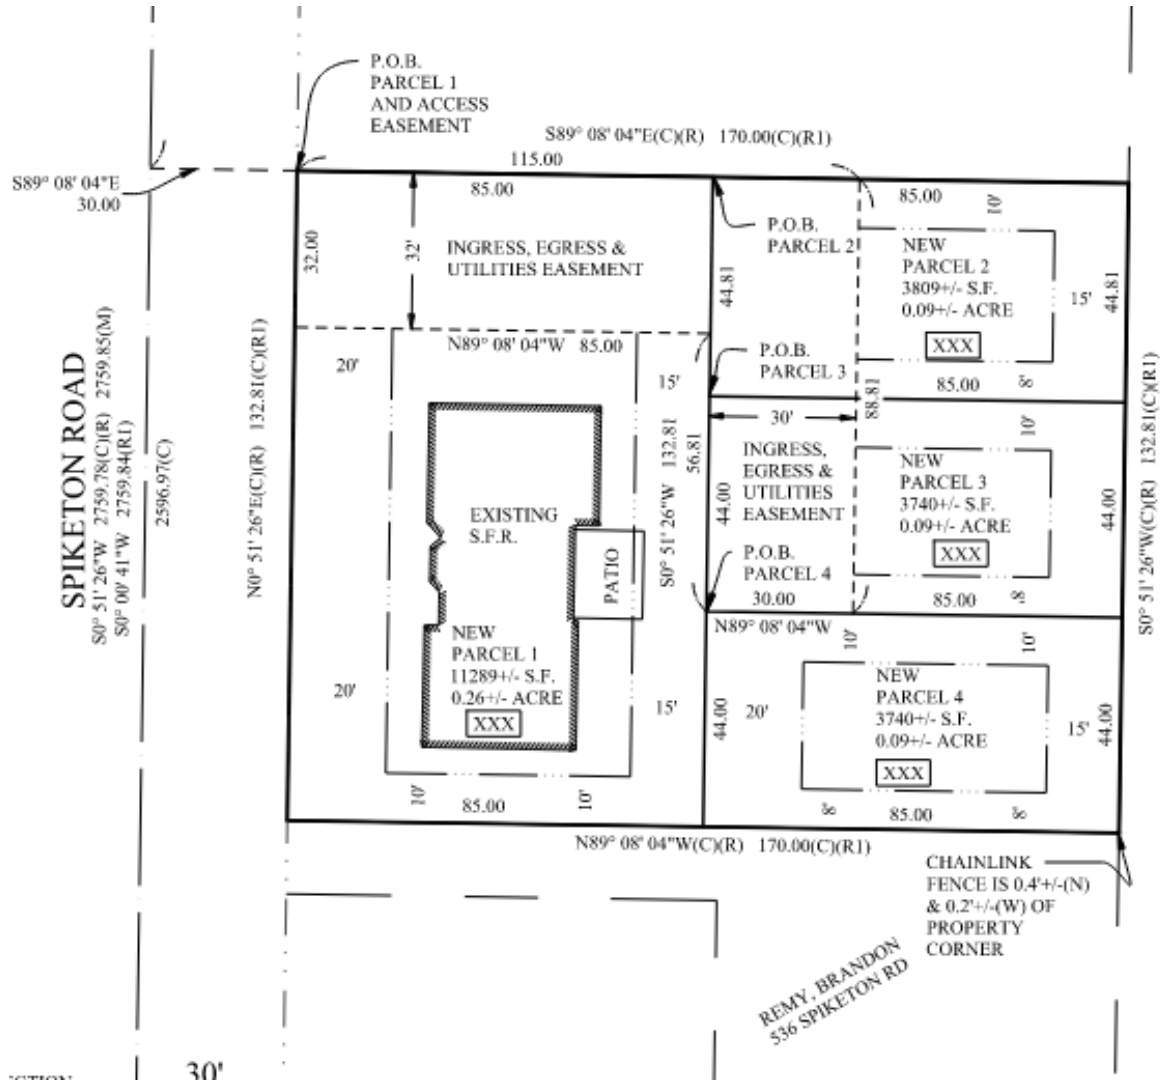 P.O.B.
PARCEL 1
AND ACCESS
EASEMENT
S89° 08' 04"E(C)(R) 170.00(C)(R1)
115.00
S89° 08' 04"E
30.00
85.00
85.00
10'
32.00
32'
INGRESS, EGRESS &
UTILITIES EASEMENT
P.O.B.
PARCEL 2
NEW
PARCEL 2
3809+/- S.F.
0.09+/- ACRE
XXX
44.81
15'
44.81
N89° 08' 04"W 85.00
20'
15'
P.O.B.
PARCEL 3
85.00
8'
88.81
30'
10'
SPIKETON ROAD
S0° 51' 26"W 2759.78(C)(R) 2759.85(M)
S0° 00' 41"W 2759.84(R1)
2596.97(C)
N0° 51' 26"E(C)(R) 132.81(C)(R1)
EXISTING
S.F.R.
PATIO
S0° 51' 26"W 132.81
56.81
44.00
INGRESS,
EGRESS &
UTILITIES
EASEMENT
NEW
PARCEL 3
3740+/- S.F.
0.09+/- ACRE
XXX
44.00
S0° 51' 26"W(C)(R) 132.81(C)(R1)
P.O.B.
PARCEL 4
30.00
85.00
8'
N89° 08' 04"W
10'
10'
NEW
PARCEL 1
11289+/- S.F.
0.26+/- ACRE
XXX
20'
15'
44.00
20'
NEW
PARCEL 4
3740+/- S.F.
0.09+/- ACRE
XXX
15'
44.00
10'
85.00
10'
8'
85.00
8'
N89° 08' 04"W(C)(R) 170.00(C)(R1)
CHAINLINK
FENCE IS 0.4'+/-(N)
& 0.2'+/-(W) OF
PROPERTY
CORNER
REMY, BRANDON
536 SPIKETON RD
30'